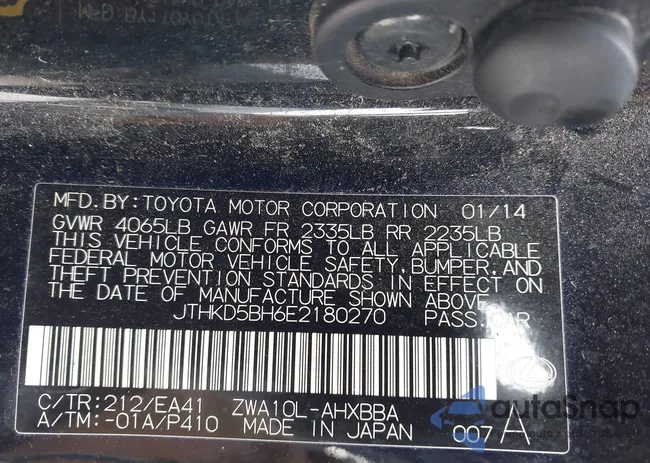 MFD.BY:TOYOTA MOTOR CORPORATION 01/14
GVWR 4065LB GAWR FR 2335LB RR 2235LB
THIS VEHICLE CONFORMS TO ALL APPLICABLE
FEDERAL MOTOR VEHICLE SAFETY,BUMPER,AND
THEFT PREVENTION STANDARDS IN EFFECT ON
THE DATE OF MANUFACTURE SHOWN ABOVE.
JTHKD5BH6E2180270 PASS.CAR
C/TR:212/EA41 ZWA10L-AHXBBA
A/TM:-01A/P410 MADE IN JAPAN 007 A
autoSnap